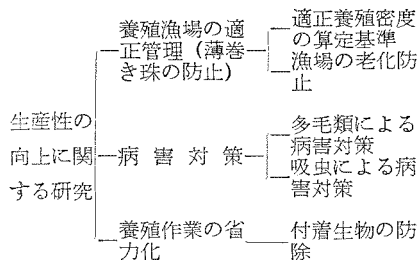 生産性の
向上に関
する研究
養殖漁場の適
正管理(薄巻
き珠の防止)
適正養殖密度
の算定基準
漁場の老化防
止
病害対策
多毛類による
病害対策
吸虫による病
害対策
養殖作業の省
力化
付着生物の防
除